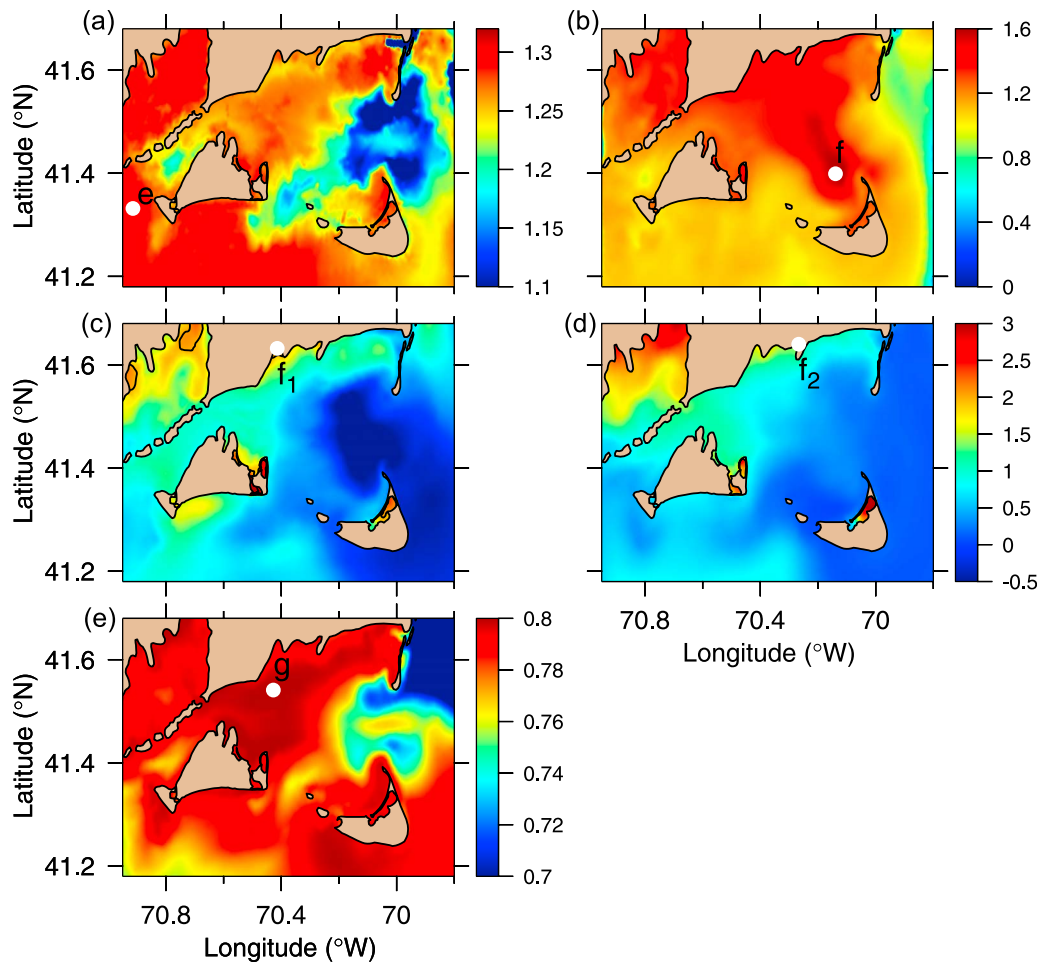 (a)
(b)
Latitude (°N)
41.6
41.4
41.2
e
1.3
1.25
1.2
1.15
1.1
f
1.6
1.2
0.8
0.4
0
(c)
(d)
Latitude (°N)
41.6
41.4
41.2
f1
f2
3
2.5
2
1.5
1
0.5
0
-0.5
70.8
70.4
70
Longitude (°W)
(e)
Latitude (°N)
41.6
41.4
41.2
g
0.8
0.78
0.76
0.74
0.72
0.7
70.8
70.4
70
Longitude (°W)